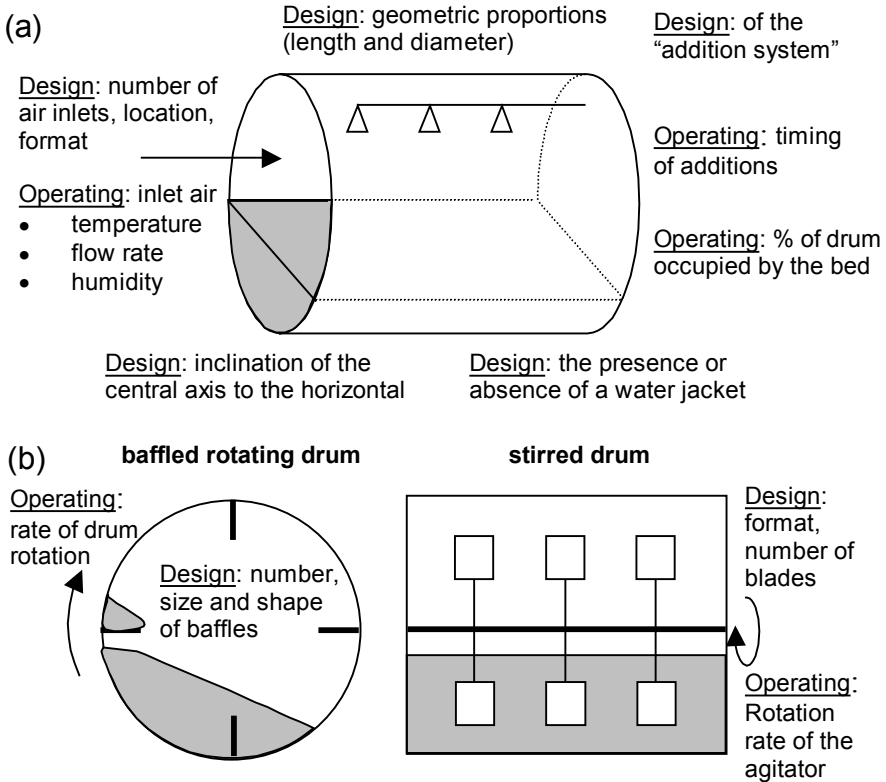 (a)
Design: geometric proportions
(length and diameter)
Design: of the
“addition system”
Design: number of
air inlets, location,
format
Operating: timing
of additions
Operating: inlet air
• temperature
• flow rate
• humidity
Operating: % of drum
occupied by the bed
Design: inclination of the
central axis to the horizontal
Design: the presence or
absence of a water jacket
(b)
baffled rotating drum
stirred drum
Operating:
rate of drum
rotation
Design: number,
size and shape
of baffles
Design:
format,
number of
blades
Operating:
Rotation
rate of the
agitator